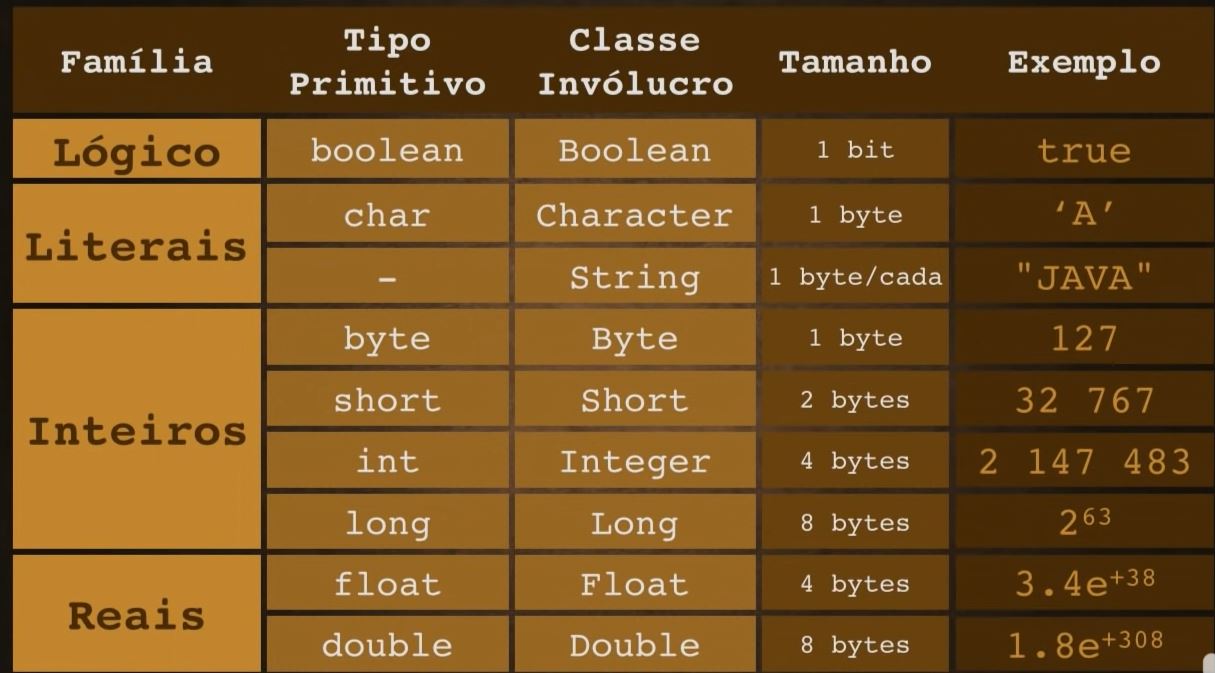 Família Tipo Primitivo Classe Invólucro Tamanho Exemplo
Lógico boolean Boolean 1 bit true
Literais char Character 1 byte ‘A’
- String 1 byte/cada "JAVA"
Inteiros byte Byte 1 byte 127
short Short 2 bytes 32 767
int Integer 4 bytes 2 147 483
long Long 8 bytes 2⁶³
Reais float Float 4 bytes 3.4e⁺³⁸
double Double 8 bytes 1.8e⁺³⁰⁸